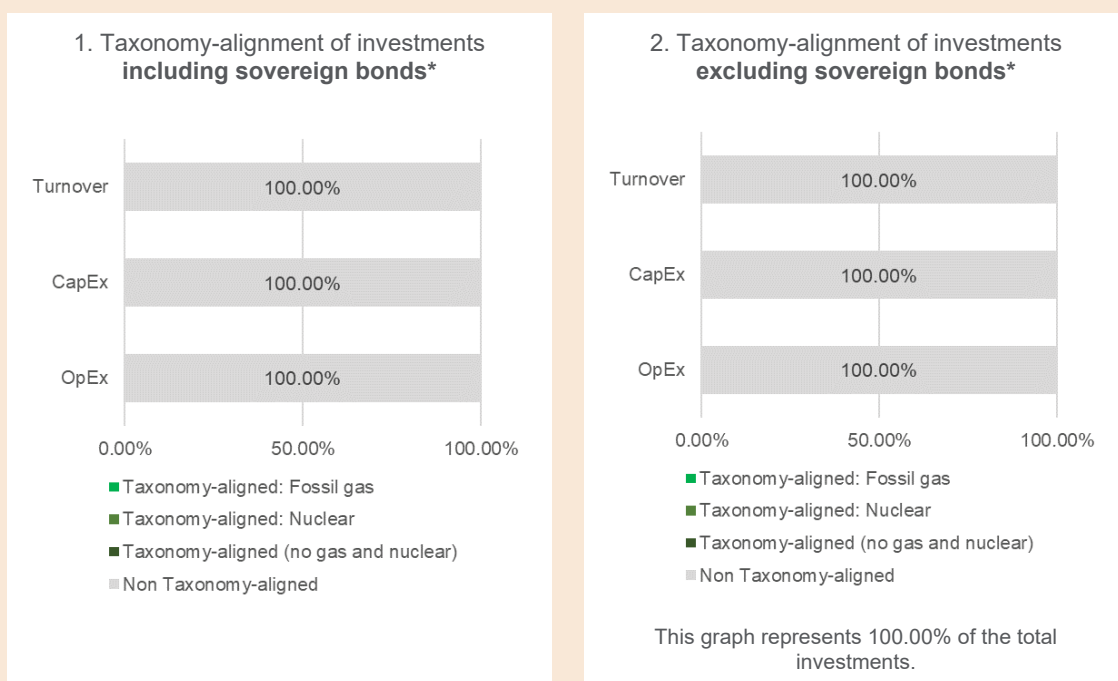 1. Taxonomy-alignment of investments
including sovereign bonds*
Turnover
100.00%
CapEx
100.00%
OpEx
100.00%
0.00%
50.00%
100.00%
Taxonomy-aligned: Fossil gas
Taxonomy-aligned: Nuclear
Taxonomy-aligned (no gas and nuclear)
Non Taxonomy-aligned
2. Taxonomy-alignment of investments
excluding sovereign bonds*
Turnover
100.00%
CapEx
100.00%
OpEx
100.00%
0.00%
50.00%
100.00%
Taxonomy-aligned: Fossil gas
Taxonomy-aligned: Nuclear
Taxonomy-aligned (no gas and nuclear)
Non Taxonomy-aligned
This graph represents 100.00% of the total
investments.